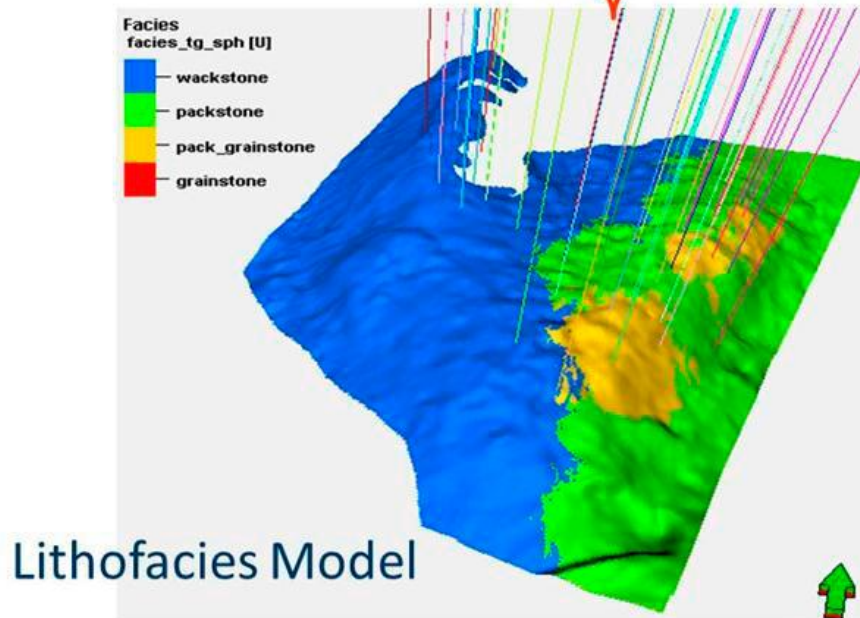 Facies
facies_tg_sph [U]
wackstone
packstone
pack_grainstone
grainstone
Lithofacies Model